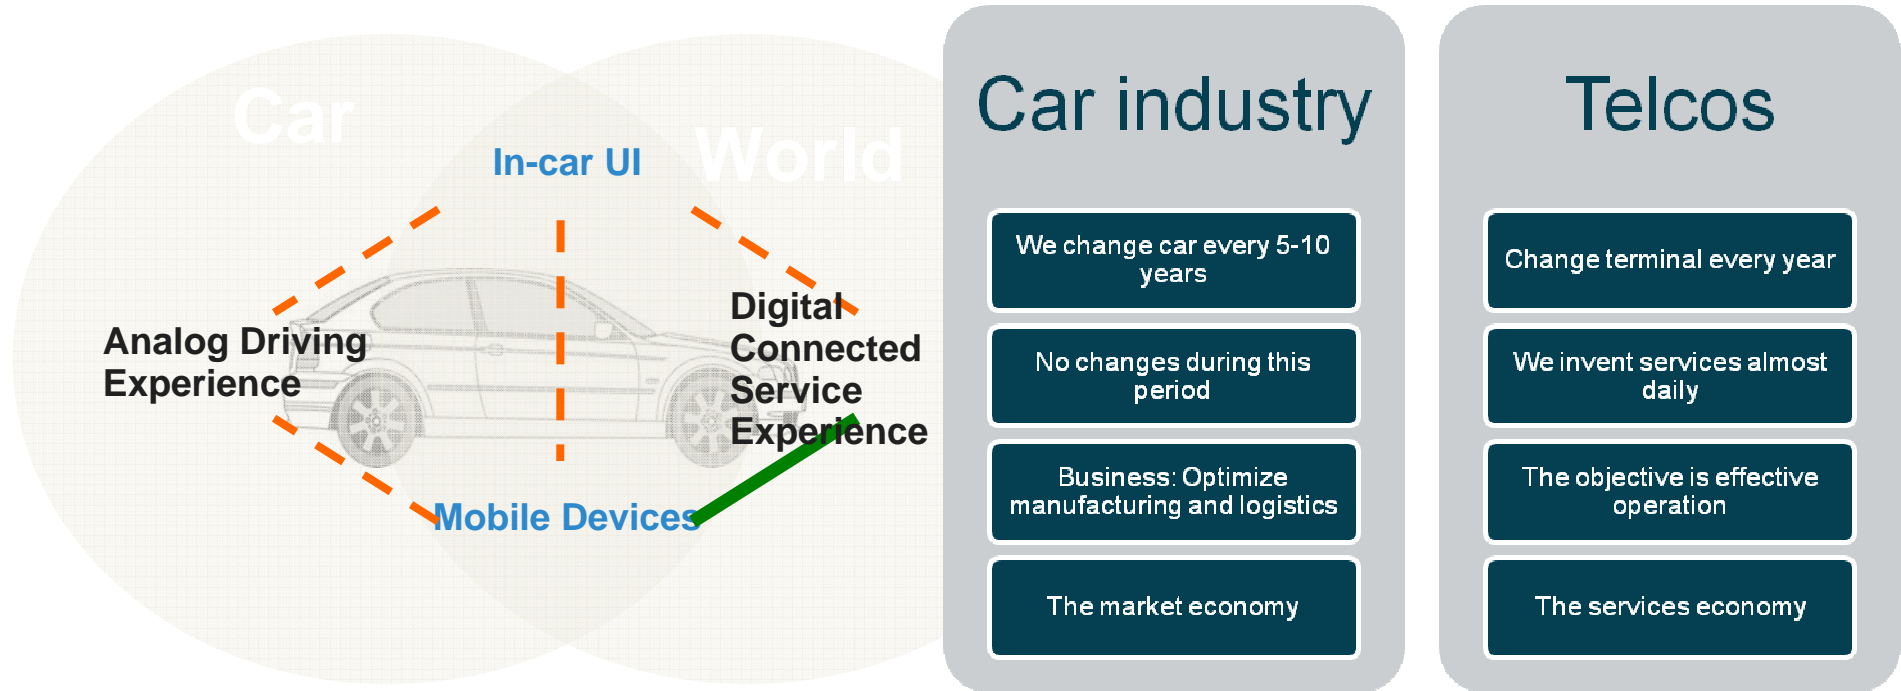 Car
World
In-car UI
Analog Driving
Experience
Digital
Connected
Service
Experience
Mobile Devices
Car industry
We change car every 5-10
years
No changes during this
period
Business: Optimize
manufacturing and logistics
The market economy
Telcos
Change terminal every year
We invent services almost
daily
The objective is effective
operation
The services economy